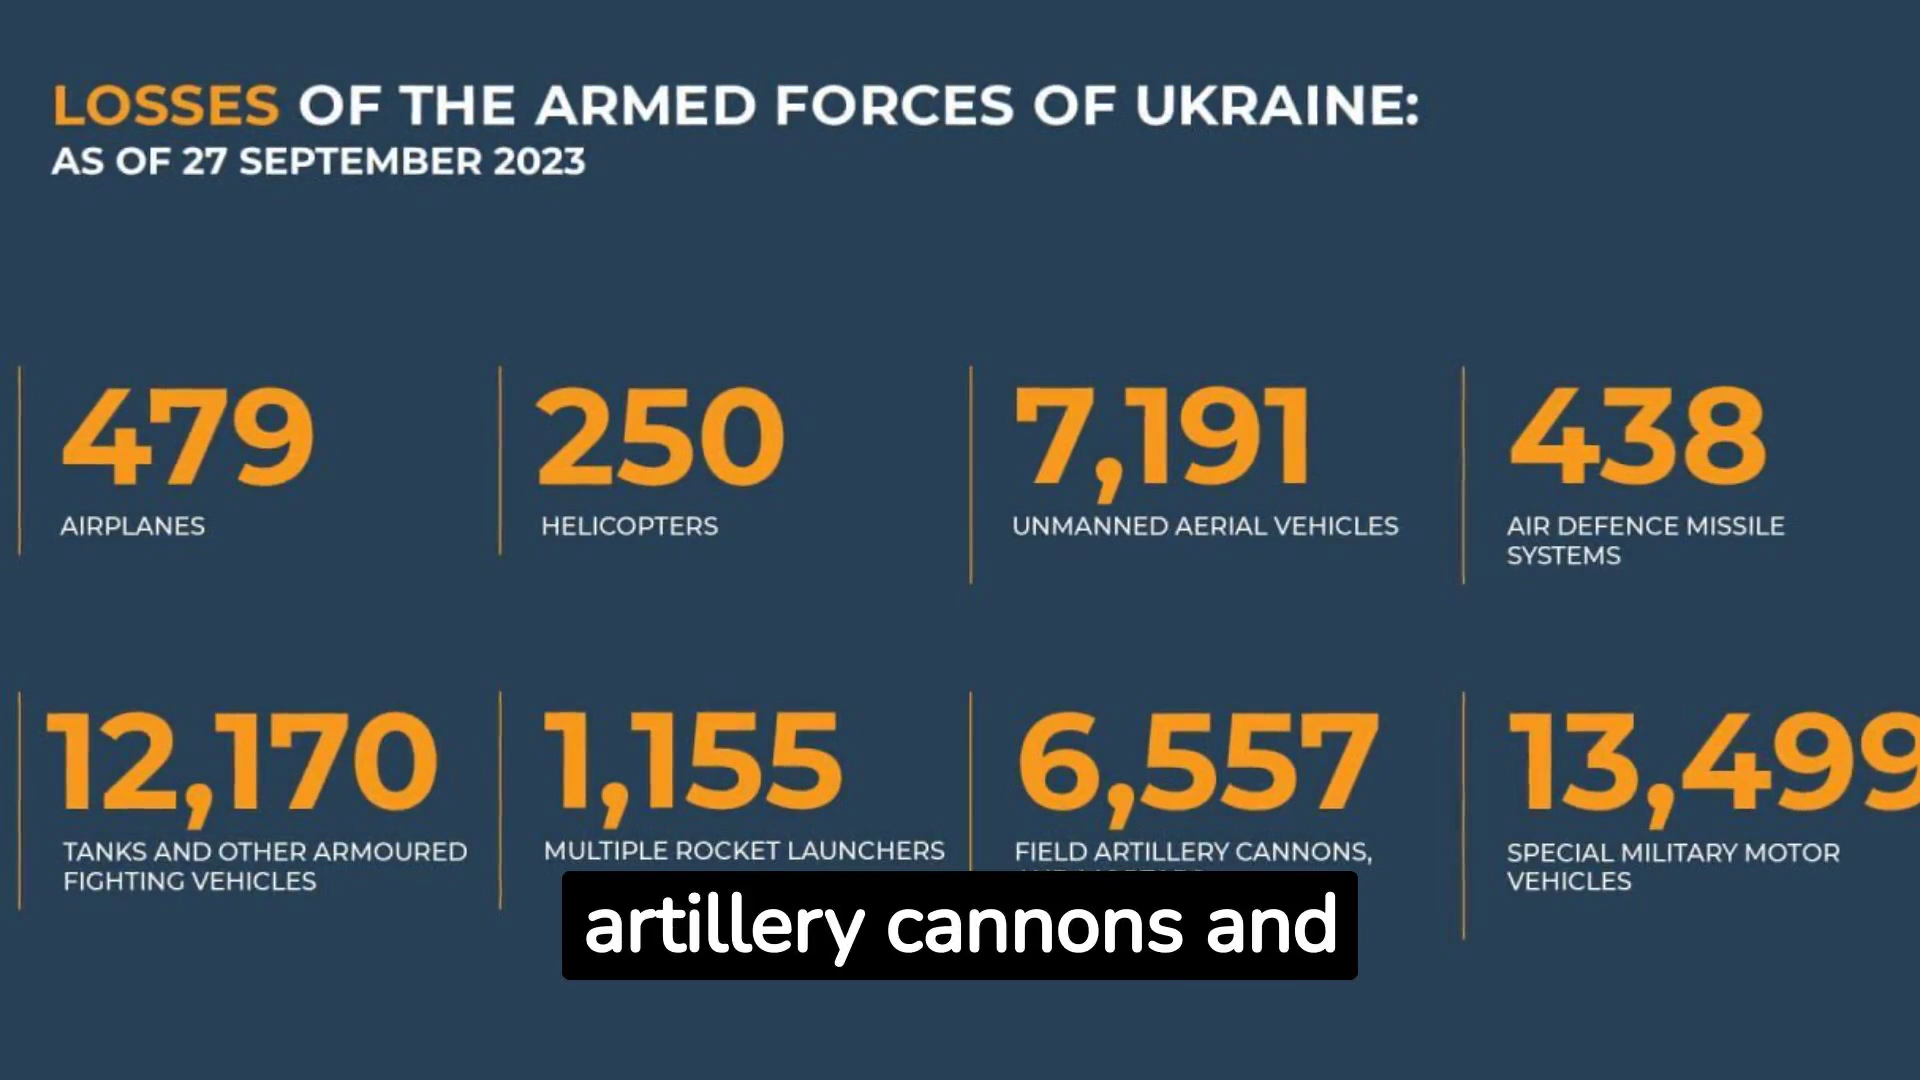 LOSSES OF THE ARMED FORCES OF UKRAINE:
AS OF 27 SEPTEMBER 2023
479
AIRPLANES
250
HELICOPTERS
7,191
UNMANNED AERIAL VEHICLES
438
AIR DEFENCE MISSILE
SYSTEMS
12,170
TANKS AND OTHER ARMOURED
FIGHTING VEHICLES
1,155
MULTIPLE ROCKET LAUNCHERS
6,557
FIELD ARTILLERY CANNONS,
13,499
SPECIAL MILITARY MOTOR
VEHICLES
artillery cannons and